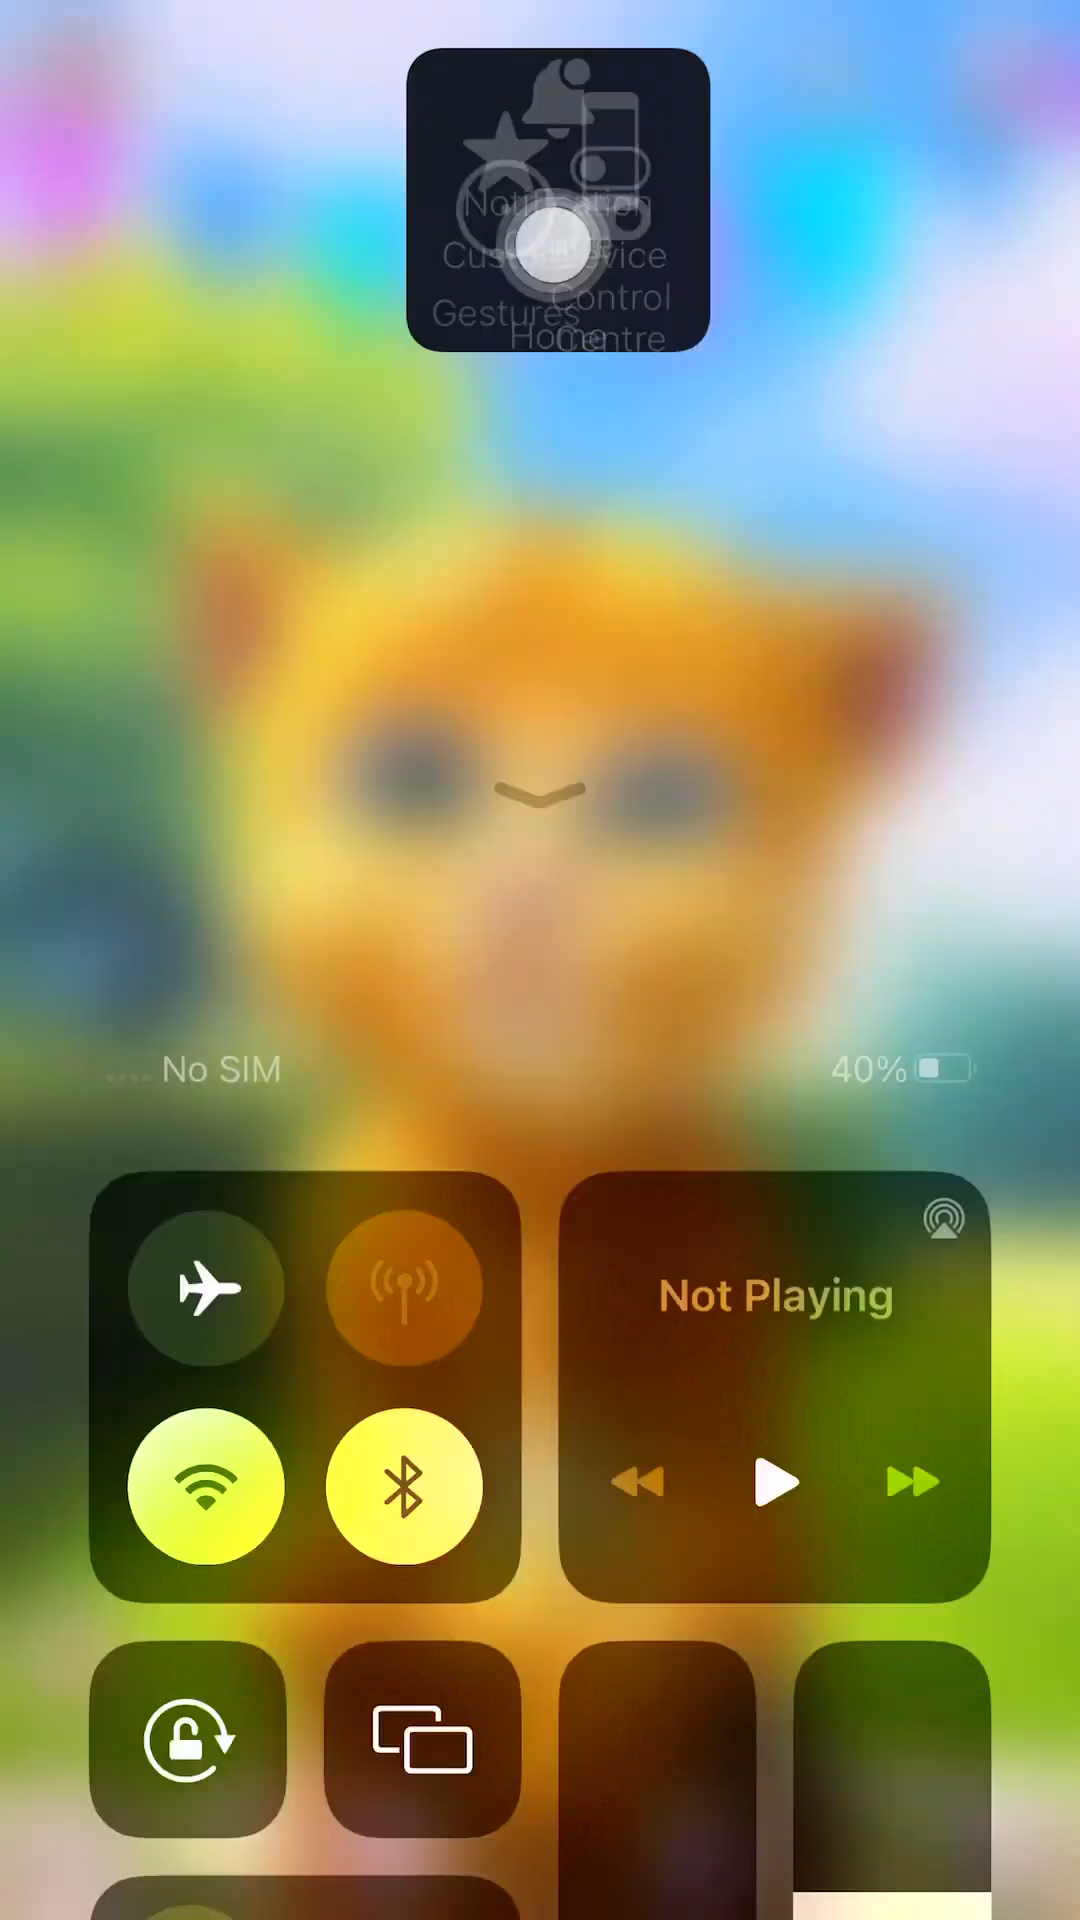 Notification
Custom
Device
Control
Centre
Gestures
Home
No SIM
40%
Not Playing